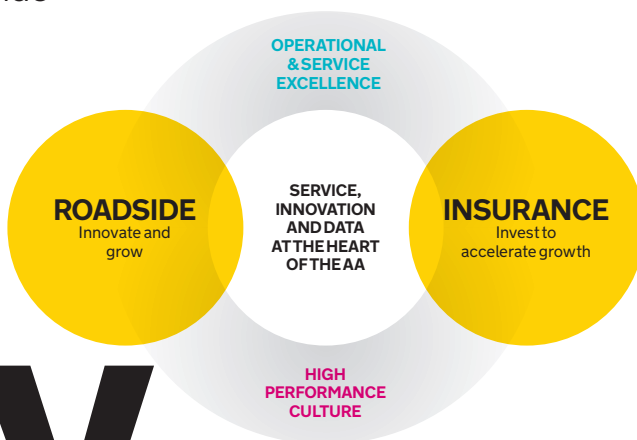 OPERATIONAL
& SERVICE
EXCELLENCE
ROADSIDE
Innovate and
grow
SERVICE,
INNOVATION
AND DATA
AT THE HEART
OF THE AA
INSURANCE
Invest to
accelerate growth
HIGH
PERFORMANCE
CULTURE